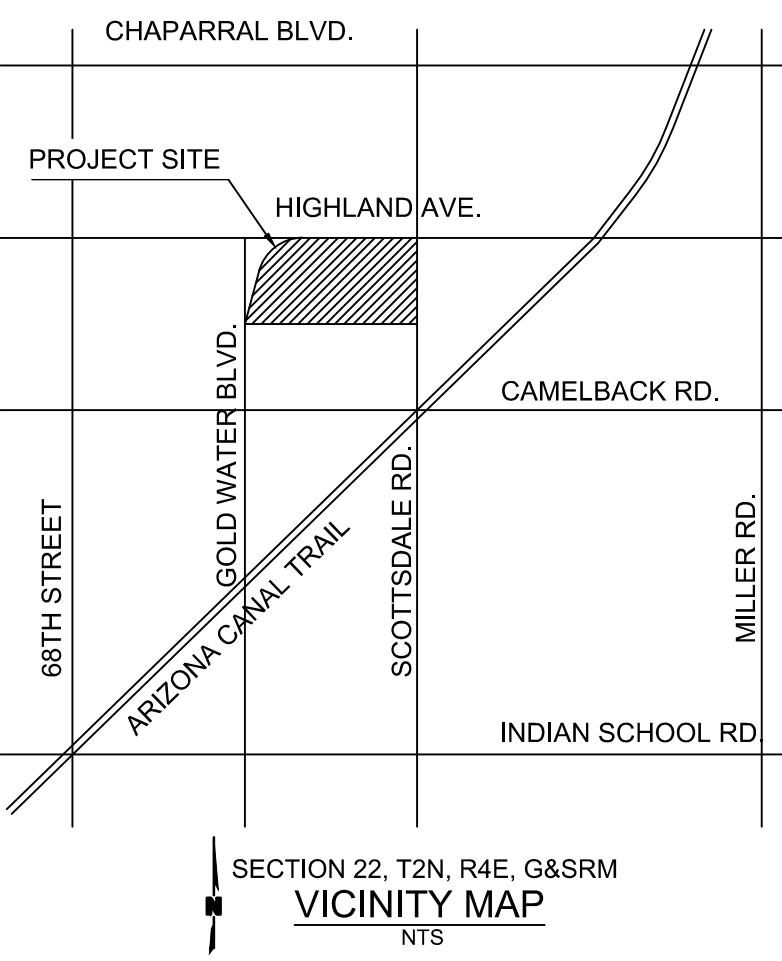 CHAPARRAL BLVD.
PROJECT SITE
HIGHLAND AVE.
GOLD WATER BLVD.
CAMELBACK RD.
SCOTTSDALE RD.
68TH STREET
ARIZONA CANAL TRAIL
MILLER RD.
INDIAN SCHOOL RD.
SECTION 22, T2N, R4E, G&SRM
N
VICINITY MAP
NTS